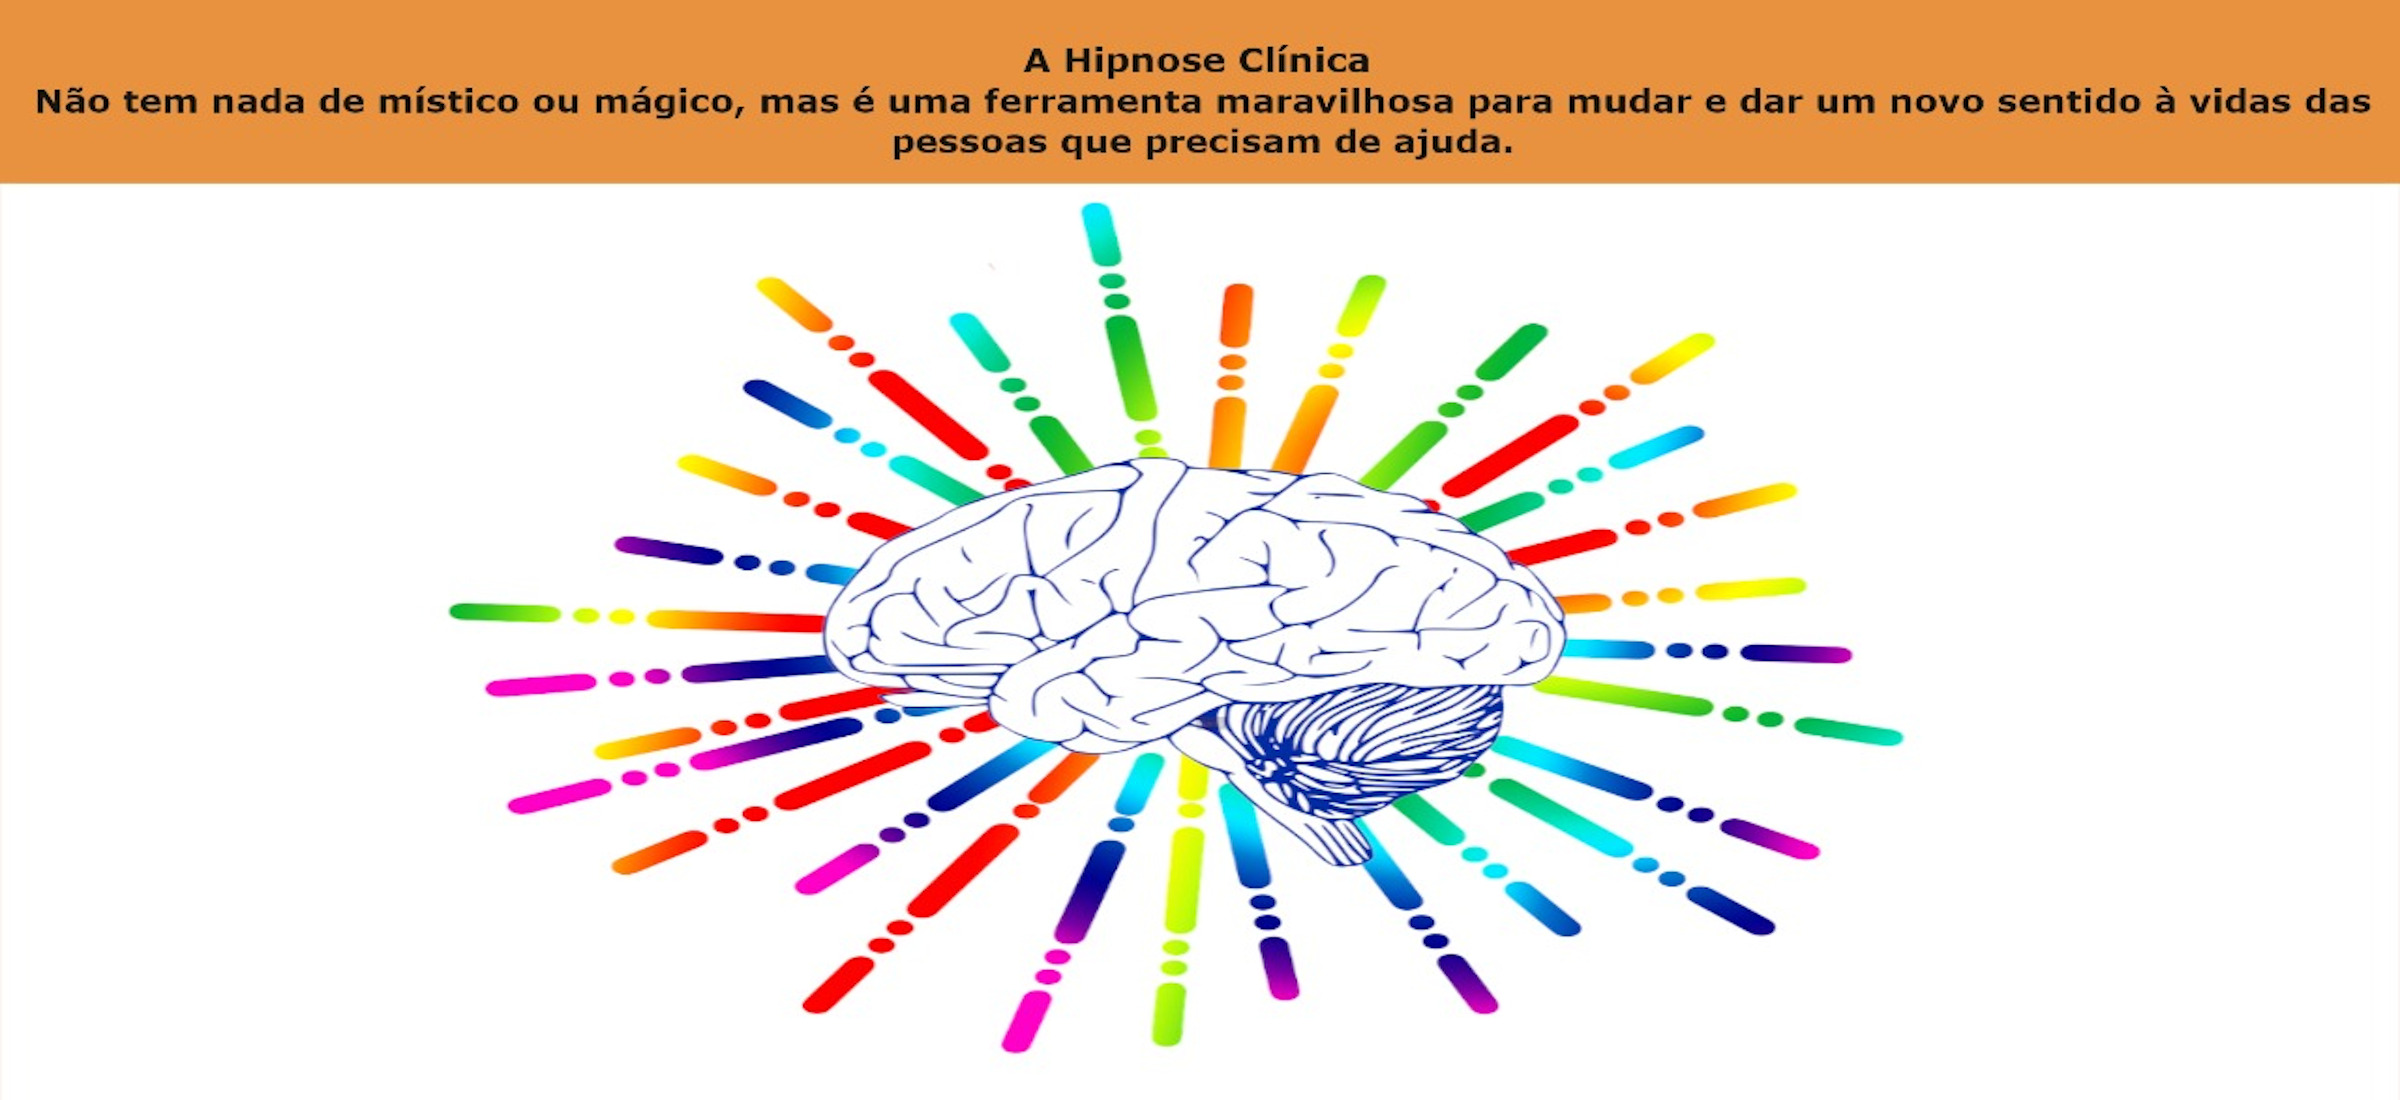 A Hipnose Clínica
Não tem nada de místico ou mágico, mas é uma ferramenta maravilhosa para mudar e dar um novo sentido à vidas das
pessoas que precisam de ajuda.